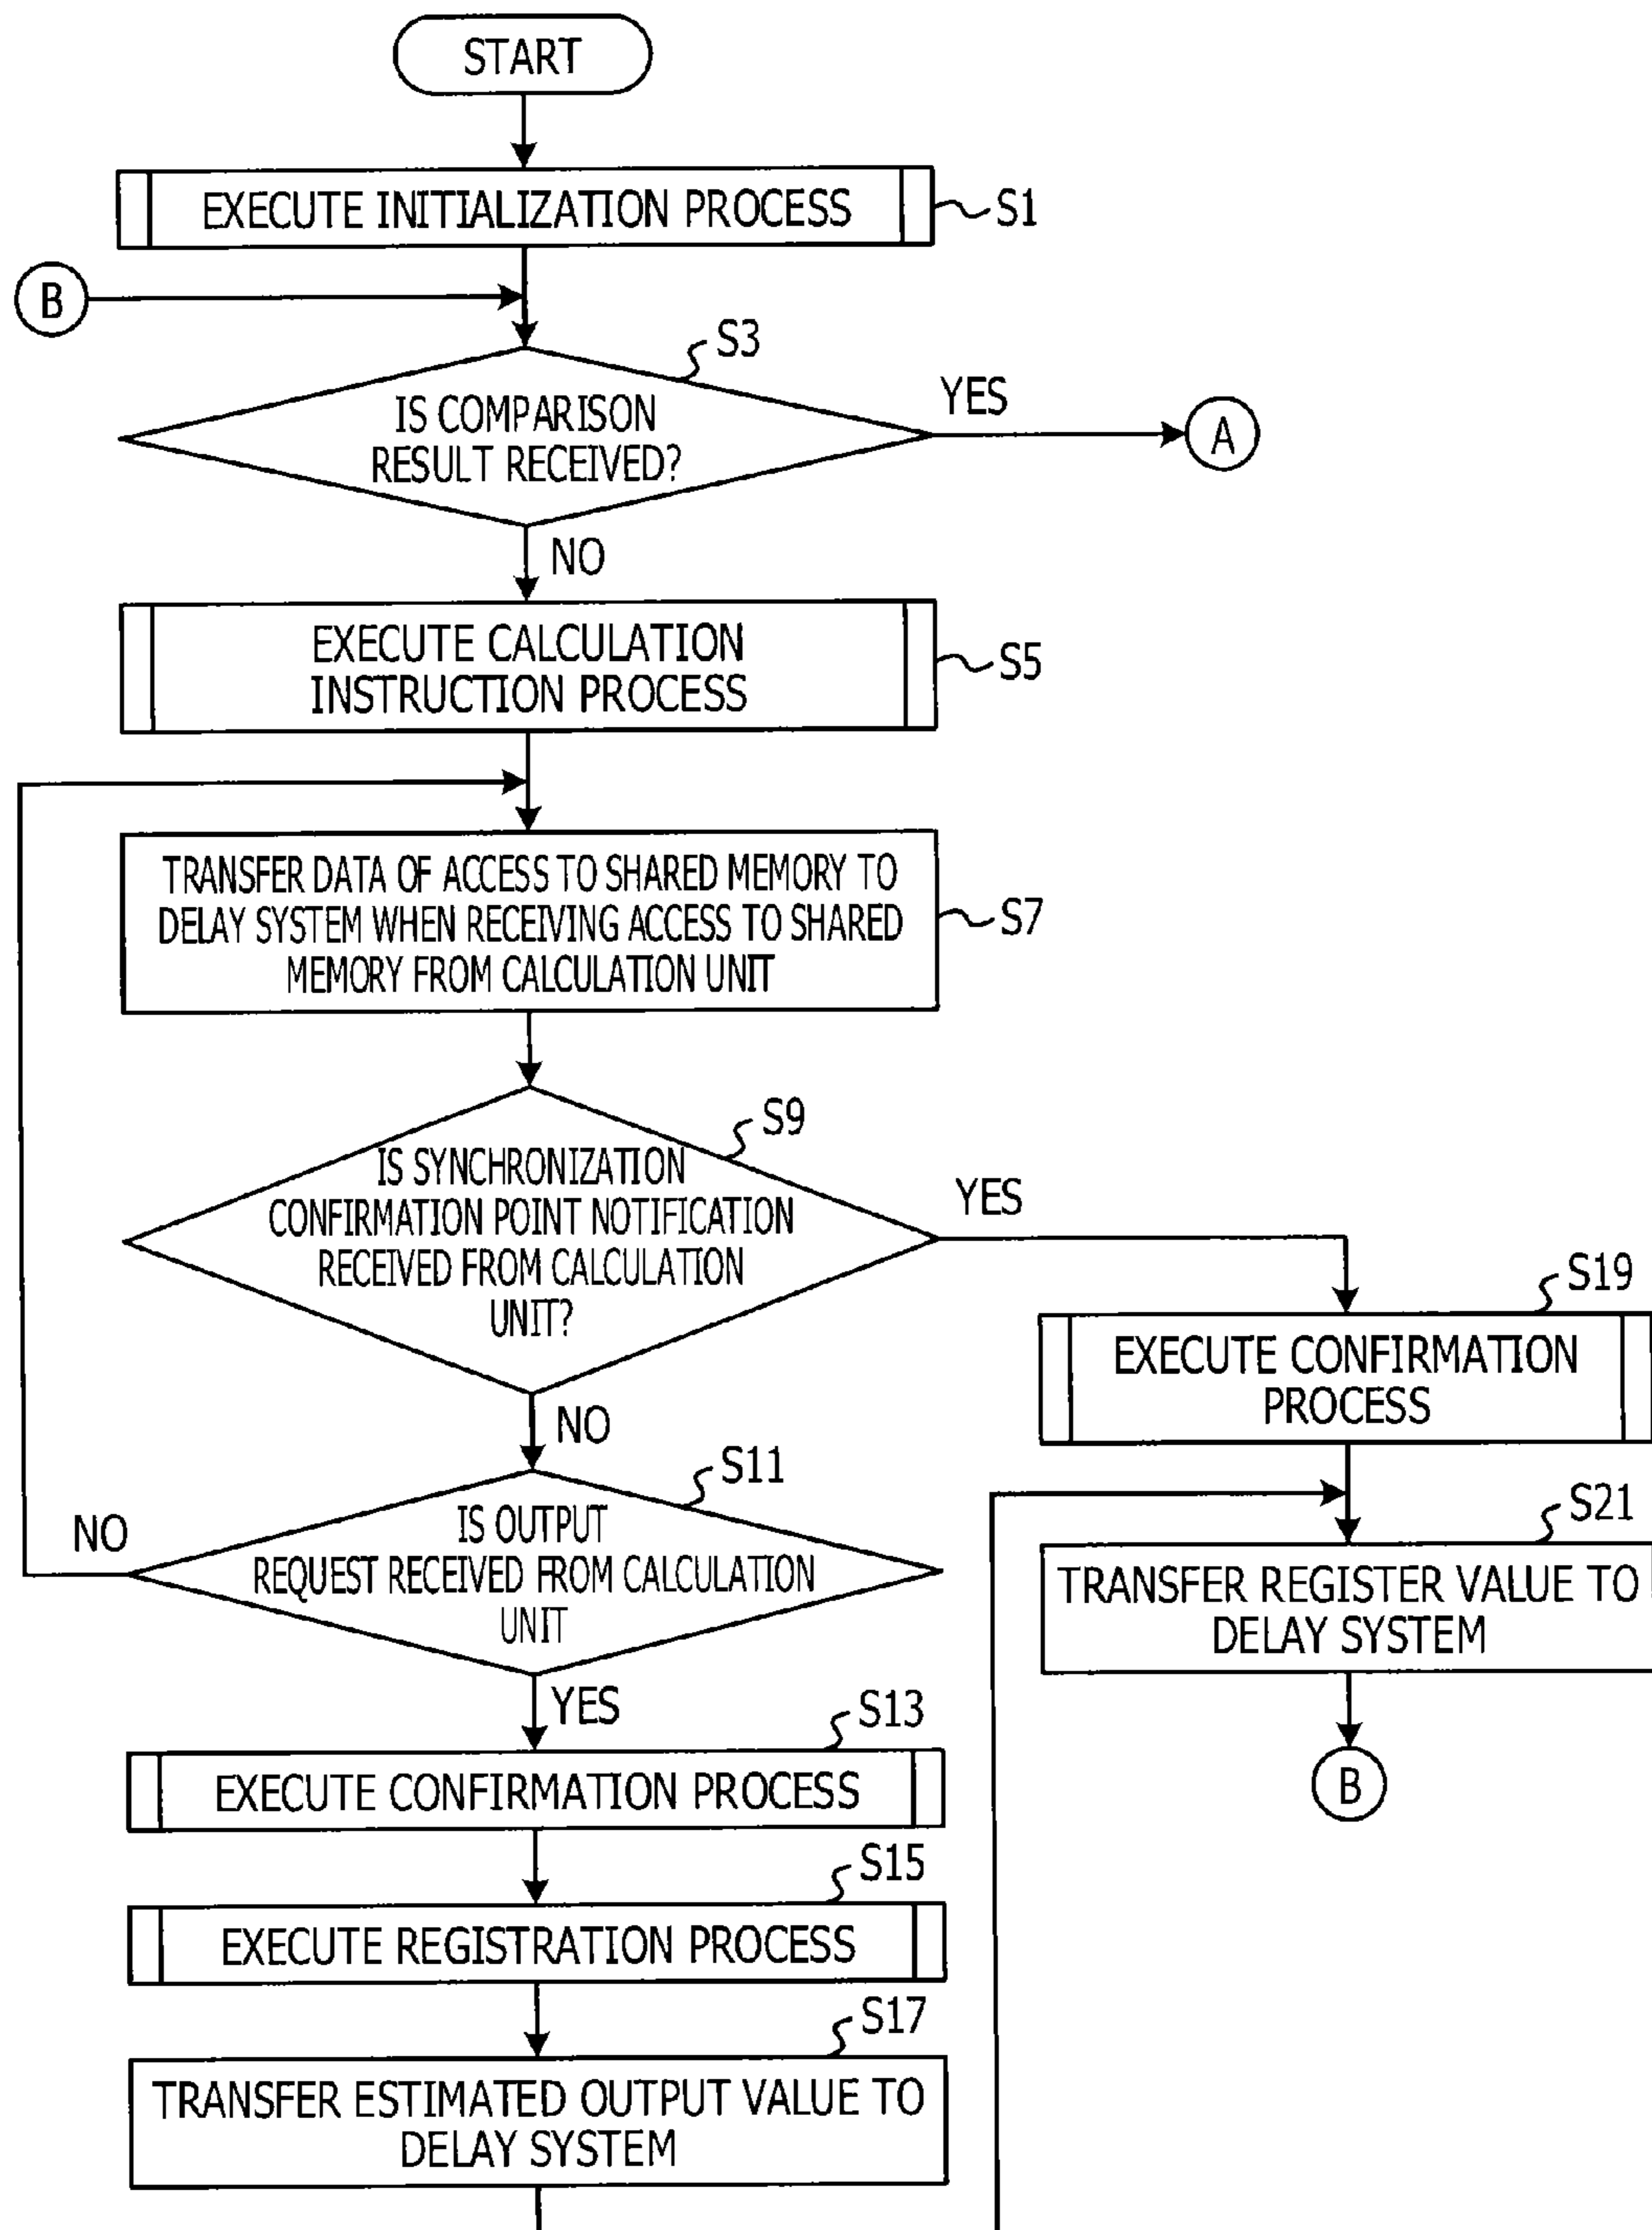 START
EXECUTE INITIALIZATION PROCESS
S1
B
S3
IS COMPARISON
RESULT RECEIVED?
YES
A
NO
EXECUTE CALCULATION
INSTRUCTION PROCESS
S5
TRANSFER DATA OF ACCESS TO SHARED MEMORY TO
DELAY SYSTEM WHEN RECEIVING ACCESS TO SHARED
MEMORY FROM CALCULATION UNIT
S7
S9
IS SYNCHRONIZATION
CONFIRMATION POINT NOTIFICATION
RECEIVED FROM CALCULATION
UNIT?
YES
NO
S19
EXECUTE CONFIRMATION
PROCESS
S11
IS OUTPUT
REQUEST RECEIVED FROM CALCULATION
UNIT
NO
YES
S21
TRANSFER REGISTER VALUE TO
DELAY SYSTEM
B
S13
EXECUTE CONFIRMATION PROCESS
S15
EXECUTE REGISTRATION PROCESS
S17
TRANSFER ESTIMATED OUTPUT VALUE TO
DELAY SYSTEM